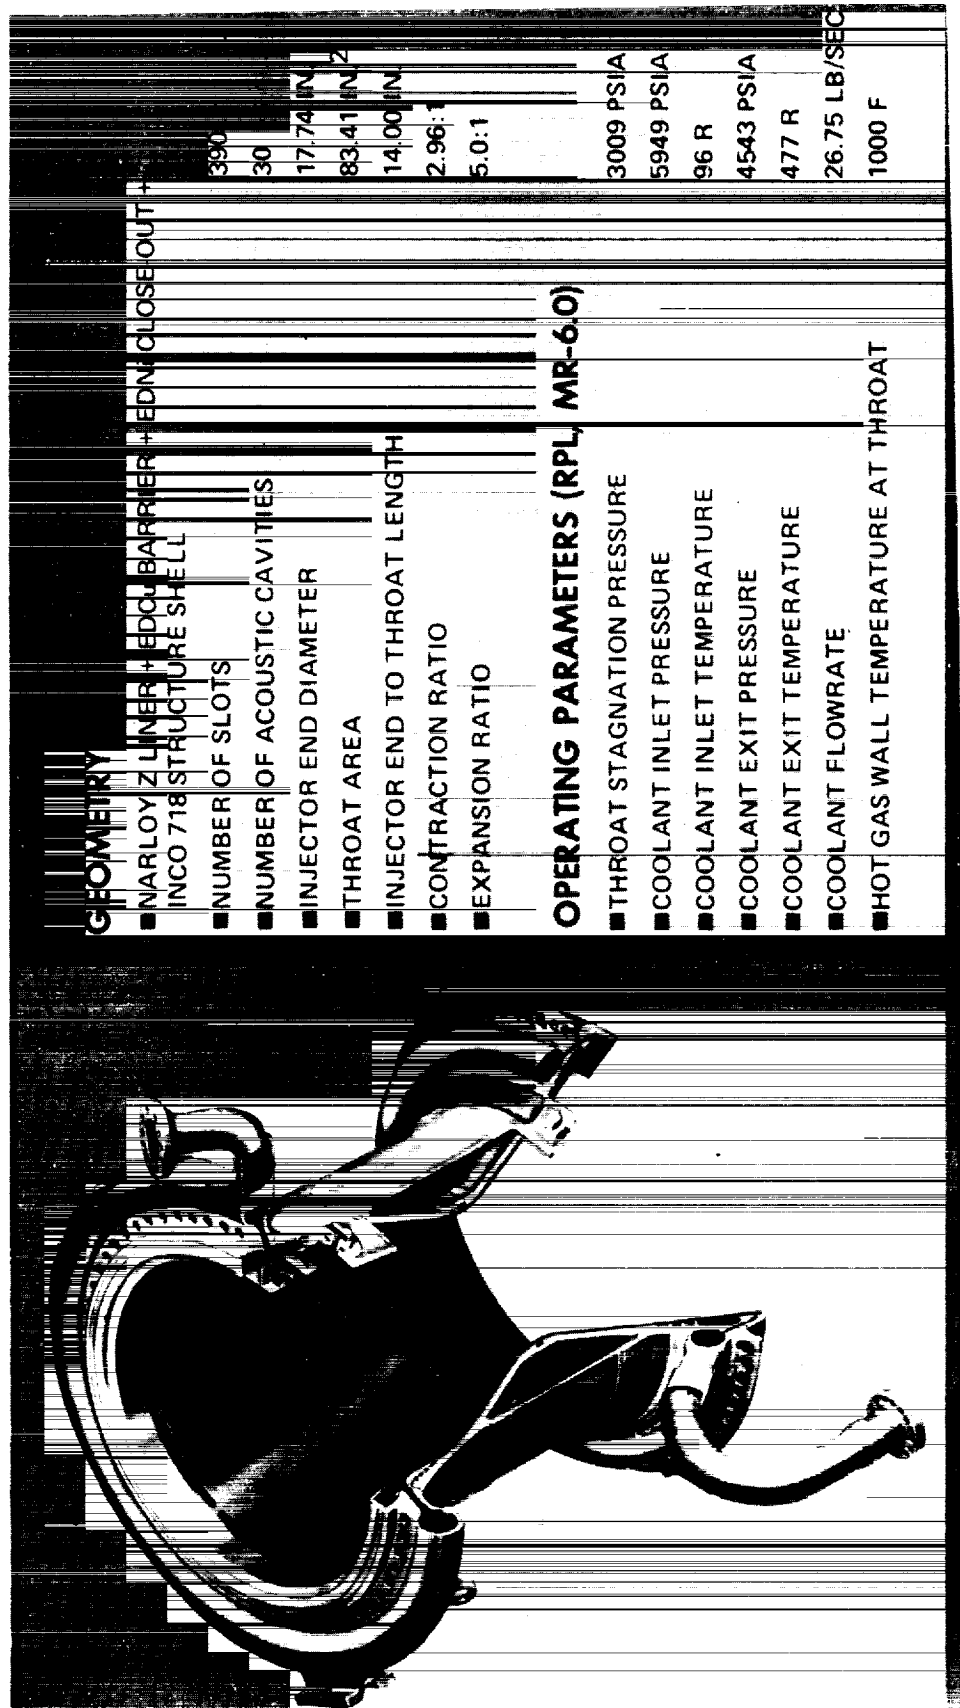 GEOMETRY
■NARLOY Z LINER + EDCu BARRIER + EDNi CLOSE-OUT +
INCO 718 STRUCTURE SHELL
■NUMBER OF SLOTS 390
■NUMBER OF ACOUSTIC CAVITIES 30
■INJECTOR END DIAMETER 17.74 IN.
■THROAT AREA 83.41 IN.2
■INJECTOR END TO THROAT LENGTH 14.00 IN.
■CONTRACTION RATIO 2.96:1
■EXPANSION RATIO 5.0:1
OPERATING PARAMETERS (RPL, MR-6.0)
■THROAT STAGNATION PRESSURE 3009 PSIA
■COOLANT INLET PRESSURE 5949 PSIA
■COOLANT INLET TEMPERATURE 96 R
■COOLANT EXIT PRESSURE 4543 PSIA
■COOLANT EXIT TEMPERATURE 477 R
■COOLANT FLOWRATE 26.75 LB/SEC
■HOT GAS WALL TEMPERATURE AT THROAT 1000 F